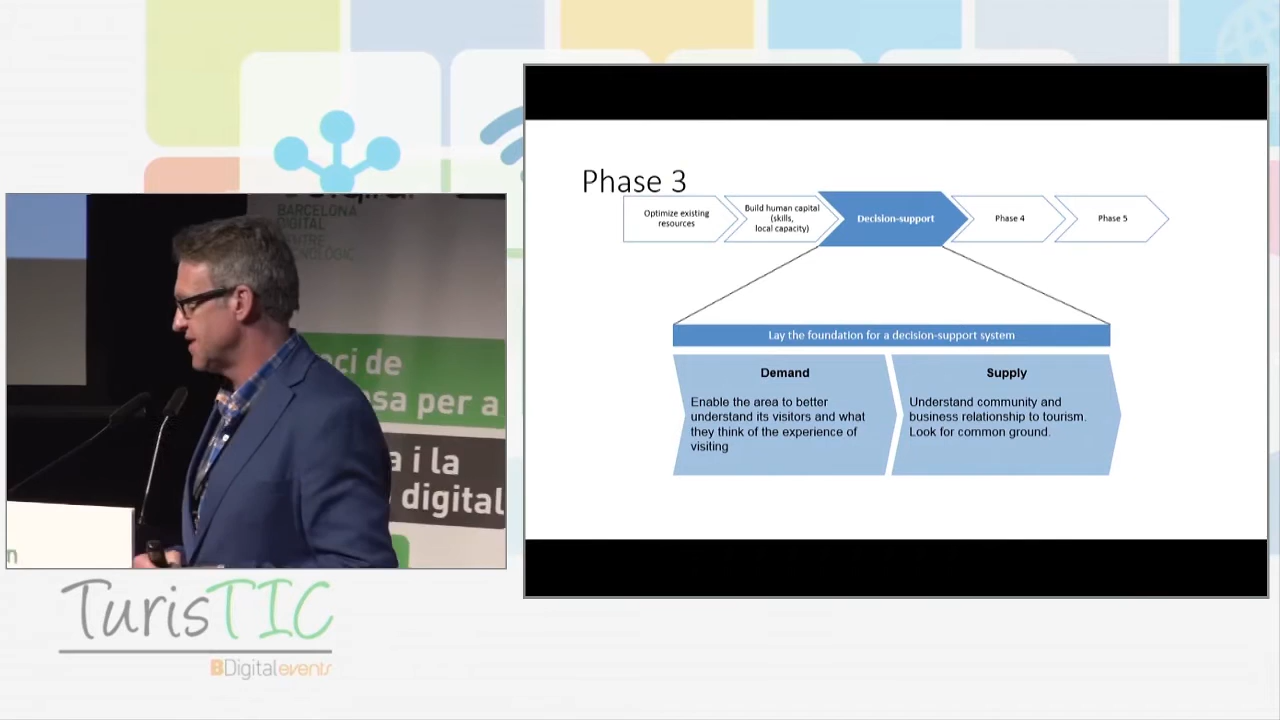 BARCELONA
DIGITAL
CENTRE
TECNOLÒGIC
ci de
sa per a
a i la
digital
n
TurisTIC
BDigitalevents
Phase 3
Optimize existing
resources
Build human capital
(skills,
local capacity)
Decision-support
Phase 4
Phase 5
Lay the foundation for a decision-support system
Demand
Enable the area to better
understand its visitors and what
they think of the experience of
visiting
Supply
Understand community and
business relationship to tourism.
Look for common ground.